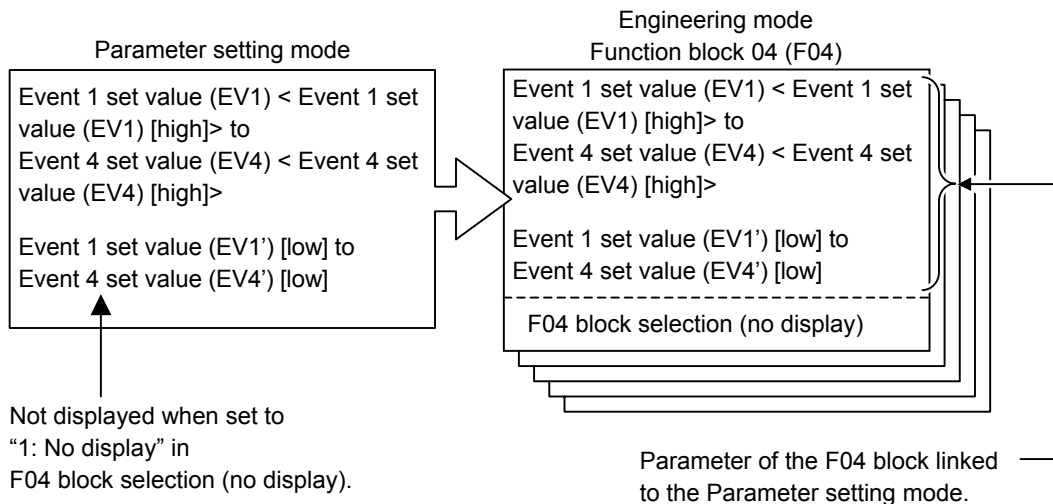 Parameter setting mode
Event 1 set value (EV1) < Event 1 set
value (EV1) [high]> to
Event 4 set value (EV4) < Event 4 set
value (EV4) [high]>
Event 1 set value (EV1’) [low] to
Event 4 set value (EV4’) [low]
Not displayed when set to
“1: No display” in
F04 block selection (no display).
Engineering mode
Function block 04 (F04)
Event 1 set value (EV1) < Event 1 set
value (EV1) [high]> to
Event 4 set value (EV4) < Event 4 set
value (EV4) [high]>
Event 1 set value (EV1’) [low] to
Event 4 set value (EV4’) [low]
F04 block selection (no display)
Parameter of the F04 block linked
to the Parameter setting mode.